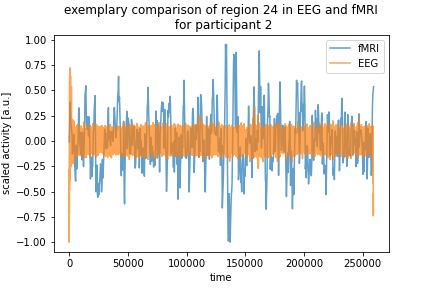 exemplary comparison of region 24 in EEG and fMRI
for participant 2
fMRI
EEG
scaled activity [a.u.]
1.00
0.75
0.50
0.25
0.00
−0.25
−0.50
−0.75
−1.00
0 50000 100000 150000 200000 250000
time